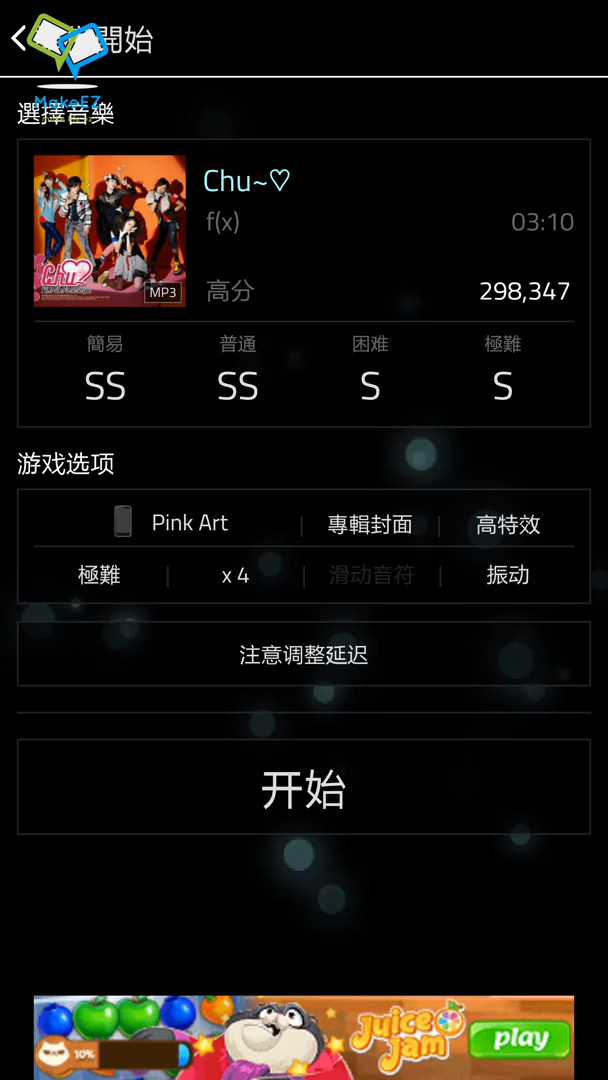 開始
MakeEZ
選擇音樂
Chu~♡
f(x)
03:10
Chu~♡
MP3
高分
298,347
簡易 普通 困难 極難
SS SS S S
游戏选项
Pink Art | 專輯封面 | 高特效
極難 | x 4 | 滑动音符 | 振动
注意调整延迟
开始
10%
Juice Jam
play